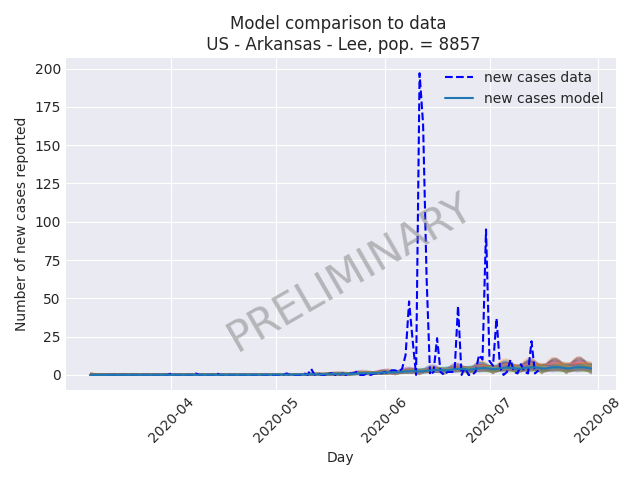 Model comparison to data
US - Arkansas - Lee, pop. = 8857
new cases data
new cases model
Number of new cases reported
200
175
150
125
100
75
50
25
0
PRELIMINARY
2020-04
2020-05
2020-06
2020-07
2020-08
Day